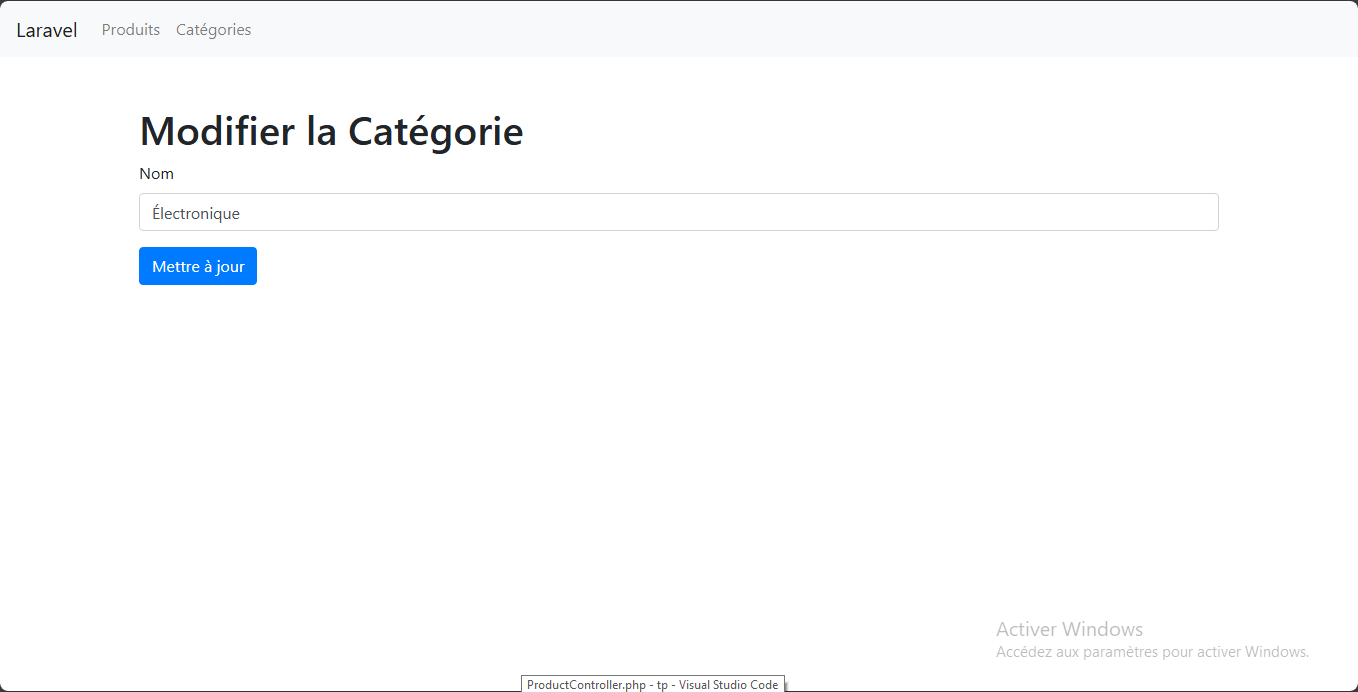 Laravel Produits Catégories
Modifier la Catégorie
Nom
Électronique
Mettre à jour
Activer Windows
Accédez aux paramètres pour activer Windows.
ProductController.php - tp - Visual Studio Code